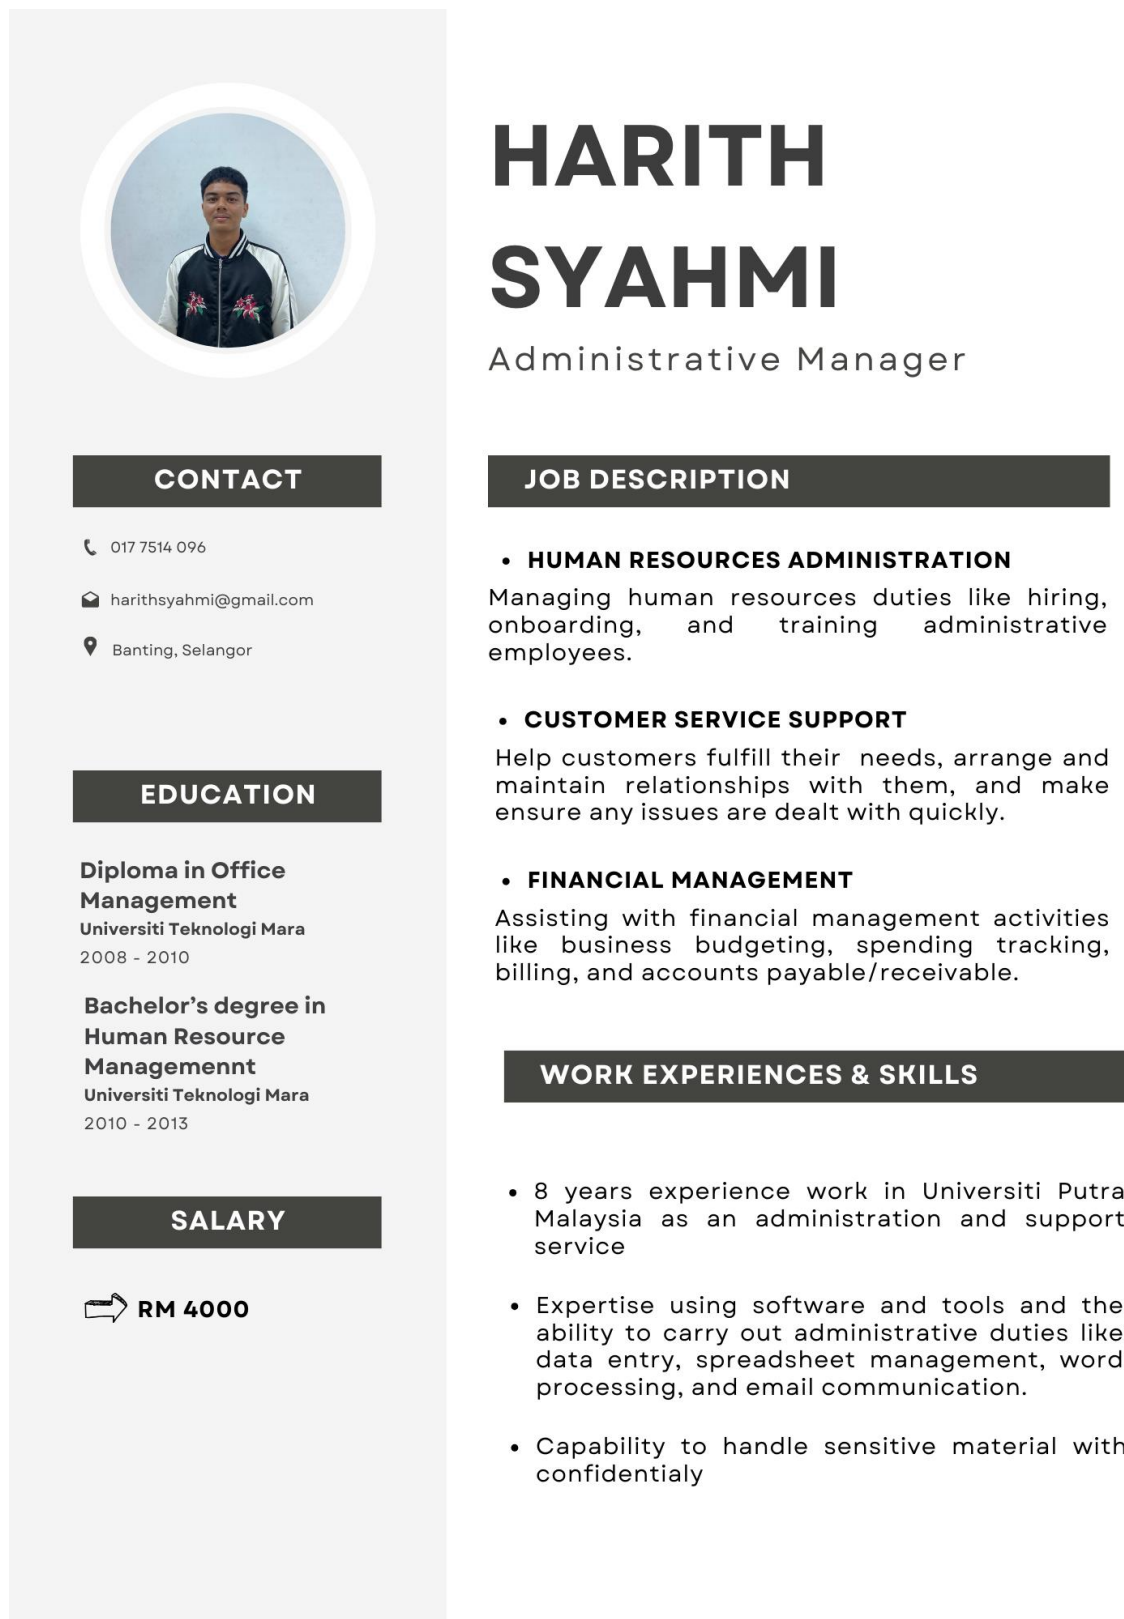 HARITH
SYAHMI
Administrative Manager
CONTACT
017 7514 096
harithsyahmi@gmail.com
Banting, Selangor
EDUCATION
Diploma in Office
Management
Universiti Teknologi Mara
2008 - 2010
Bachelor’s degree in
Human Resource
Managemennt
Universiti Teknologi Mara
2010 - 2013
SALARY
RM 4000
JOB DESCRIPTION
• HUMAN RESOURCES ADMINISTRATION
Managing human resources duties like hiring,
onboarding, and training administrative
employees.
• CUSTOMER SERVICE SUPPORT
Help customers fulfill their needs, arrange and
maintain relationships with them, and make
ensure any issues are dealt with quickly.
• FINANCIAL MANAGEMENT
Assisting with financial management activities
like business budgeting, spending tracking,
billing, and accounts payable/receivable.
WORK EXPERIENCES & SKILLS
• 8 years experience work in Universiti Putra
Malaysia as an administration and support
service
• Expertise using software and tools and the
ability to carry out administrative duties like
data entry, spreadsheet management, word
processing, and email communication.
• Capability to handle sensitive material with
confidentialy